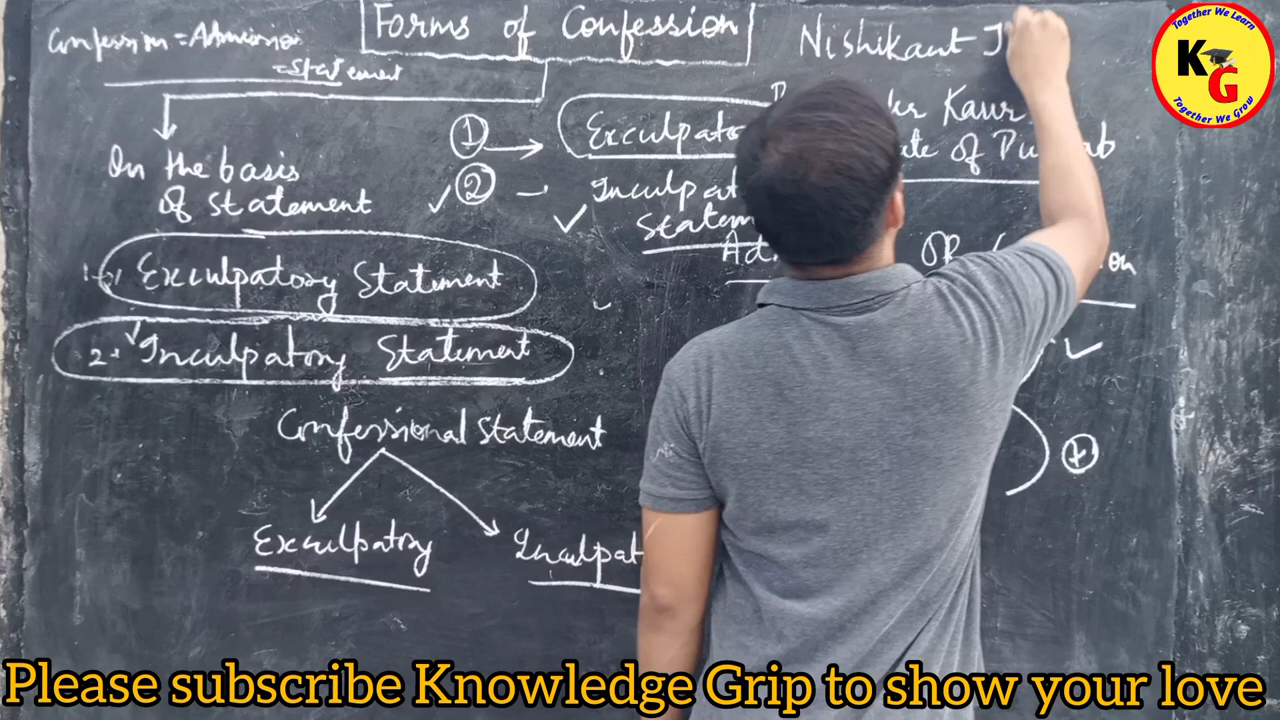 Forms of Confession
Confession = Admission
= Statement
Nishikant J
Kaur
of Punjab
On the basis
of Statement
① Exculpato
② Inculpat
Statem
OR
1. Exculpatory Statement
2. Inculpatory Statement
Confessional Statement
Exculpatory
Inculpat
Together We Learn
KG
Together We Grow
Please subscribe Knowledge Grip to show your love